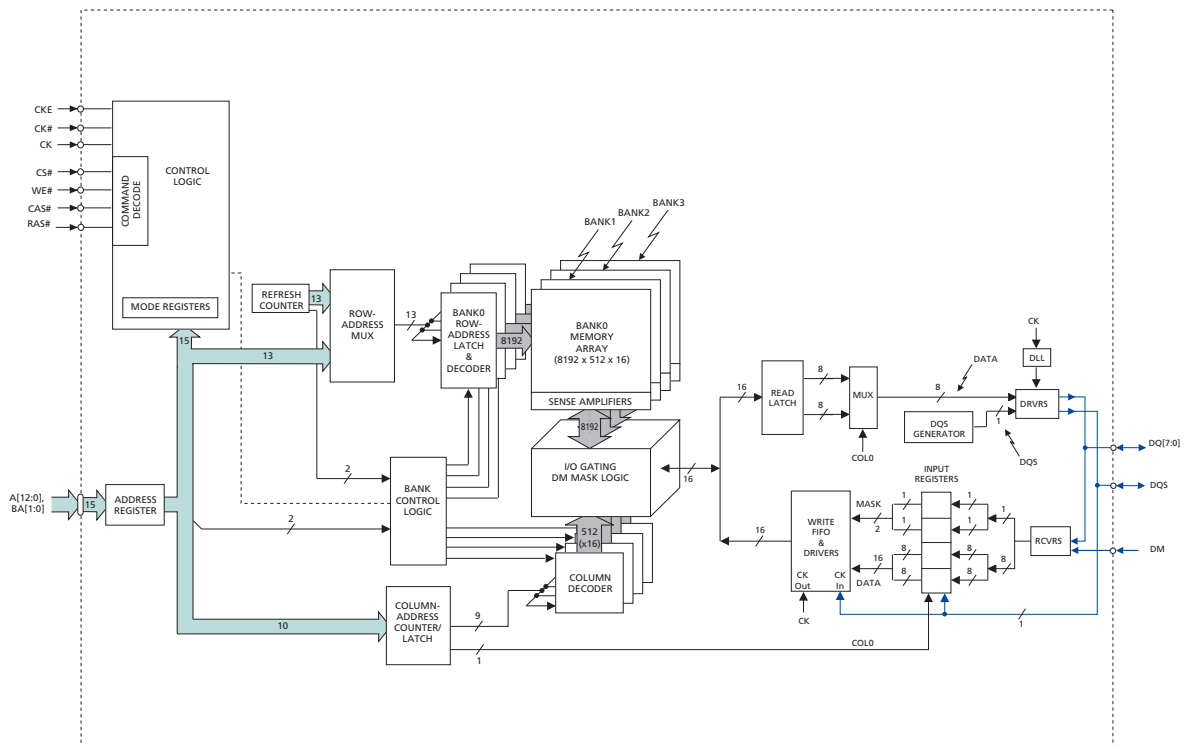 CKE
CK#
CK
CS#
WE#
CAS#
RAS#
COMMAND
DECODE
CONTROL
LOGIC
MODE REGISTERS
15
REFRESH
COUNTER
13
13
ROW-
ADDRESS
MUX
13
BANK0
ROW-
ADDRESS
LATCH
&
DECODER
8192
BANK1
BANK2
BANK3
BANK0
MEMORY
ARRAY
(8192 x 512 x 16)
SENSE AMPLIFIERS
8192
I/O GATING
DM MASK LOGIC
16
2
2
BANK
CONTROL
LOGIC
512
(x16)
COLUMN
DECODER
A[12:0],
BA[1:0]
15
ADDRESS
REGISTER
10
COLUMN-
ADDRESS
COUNTER/
LATCH
9
1
COL0
16
READ
LATCH
8
8
MUX
COL0
8
DATA
DQS
GENERATOR
1
DQS
CK
DLL
DRVRS
DQ[7:0]
DQS
DM
16
WRITE
FIFO
&
DRIVERS
CK
Out
CK
In
CK
MASK
2
16
DATA
INPUT
REGISTERS
1
1
8
8
1
1
8
8
1
8
RCVRS
1